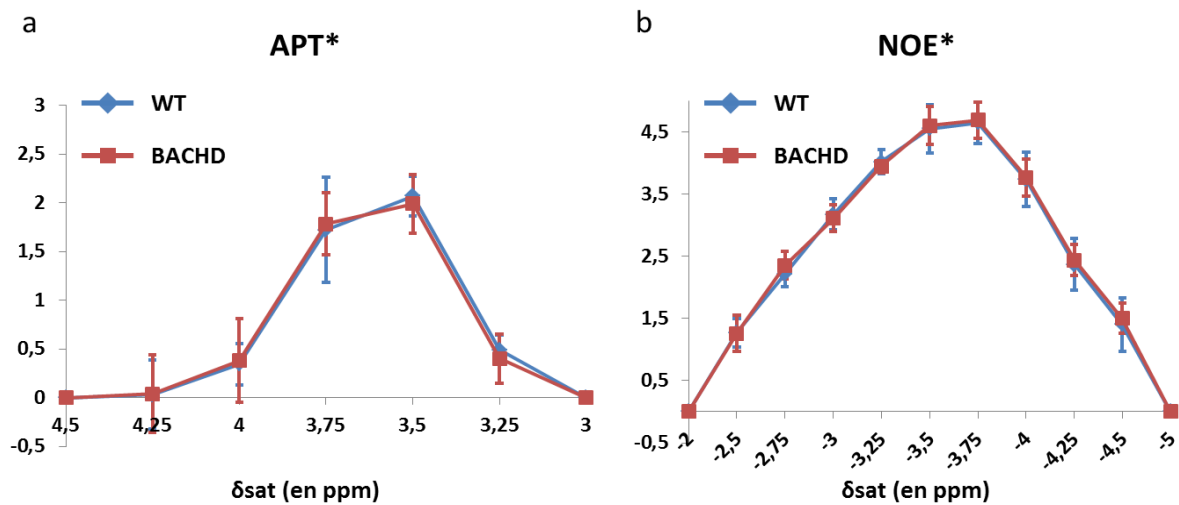 a
APT*
WT
BACHD
3
2,5
2
1,5
1
0,5
0
-0,5
4,5 4,25 4 3,75 3,5 3,25 3
δsat (en ppm)
b
NOE*
WT
BACHD
4,5
3,5
2,5
1,5
0,5
-0,5
-2 -2,5 -2,75 -3 -3,25 -3,5 -3,75 -4 -4,25 -4,5 -5
δsat (en ppm)